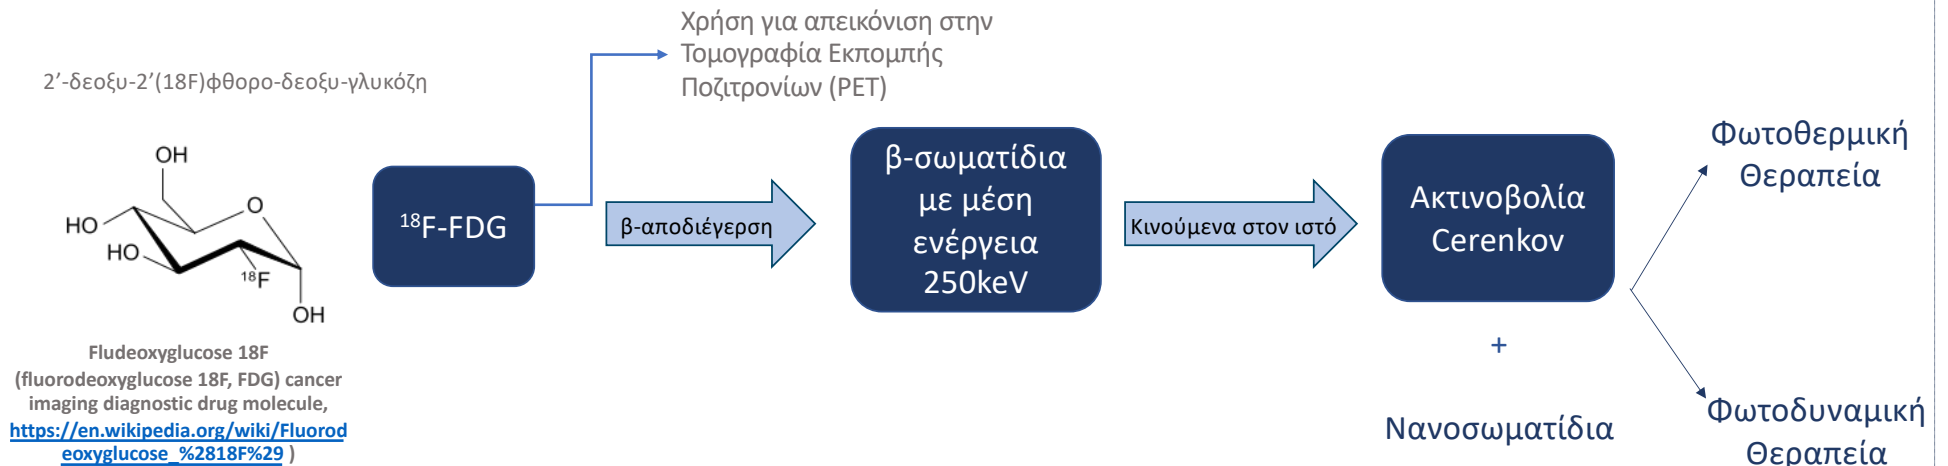 Χρήση για απεικόνιση στην
Τομογραφία Εκπομπής
Ποζιτρονίων (PET)
2’-δεοξυ-2’(18F)φθορο-δεοξυ-γλυκόζη
OH
O
HO
HO
18F
OH
Fludeoxyglucose 18F
(fluorodeoxyglucose 18F, FDG) cancer
imaging diagnostic drug molecule,
https://en.wikipedia.org/wiki/Fluorod
eoxyglucose_%2818F%29 )
18F-FDG
β-αποδιέγερση
β-σωματίδια
με μέση
ενέργεια
250keV
Κινούμενα στον ιστό
Ακτινοβολία
Cerenkov
+
Νανοσωματίδια
Φωτοθερμική
Θεραπεία
Φωτοδυναμική
Θεραπεία